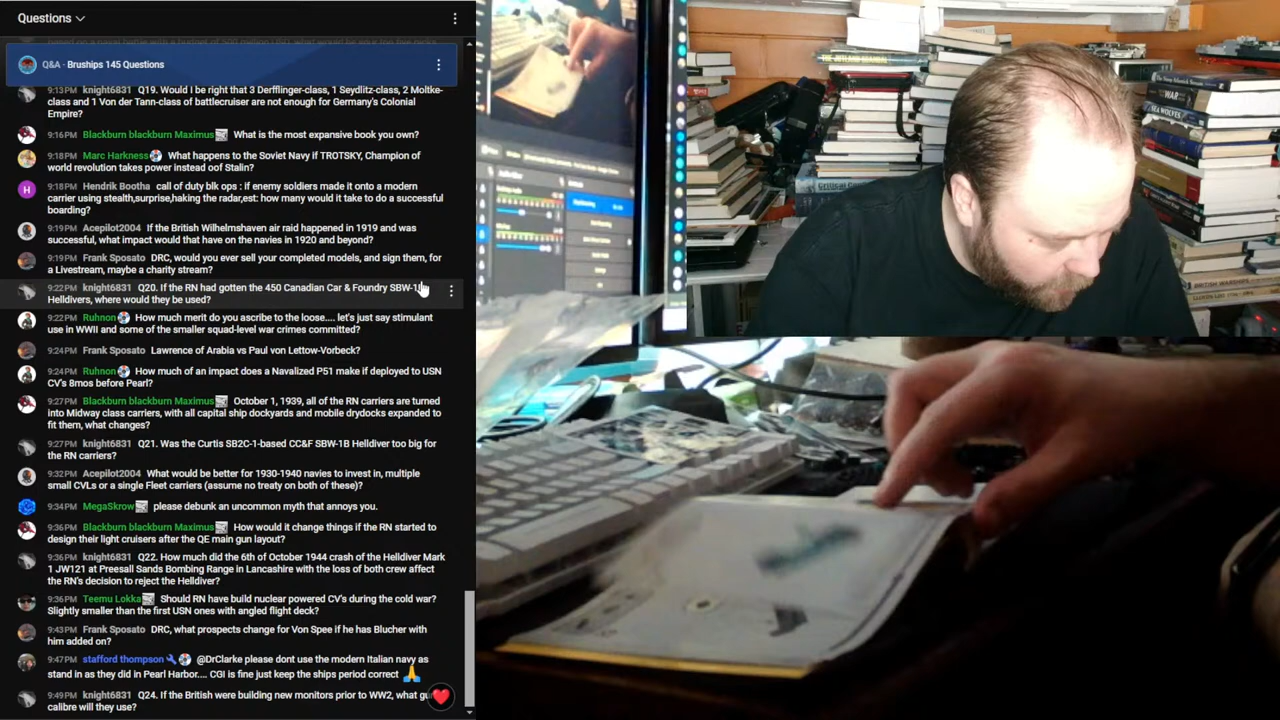 Questions
Q&A · Bruships 145 Questions
9:13PM knight6831 Q19. Would I be right that 3 Derfflinger-class, 1 Seydlitz-class, 2 Moltke-
class and 1 Von der Tann-class of battlecruiser are not enough for Germany's Colonial
Empire?
9:16PM Blackburn blackburn Maximus What is the most expensive book you own?
9:18PM Marc Harkness What happens to the Soviet Navy if TROTSKY, Champion of
world revolution takes power instead oof Stalin?
9:18PM Hendrik Bootha call of duty blk ops : if enemy soldiers made it onto a modern
carrier using stealth,surprise,haking the radar,est: how many would it take to do a successful
boarding?
9:19PM Acepilot2004 If the British Wilhelmshaven air raid happened in 1919 and was
successful, what impact would that have on the navies in 1920 and beyond?
9:19PM Frank Sposato DRC, would you ever sell your completed models, and sign them, for
a Livestream, maybe a charity stream?
9:22PM knight6831 Q20. If the RN had gotten the 450 Canadian Car & Foundry SBW-1
Helldivers, where would they be used?
9:22PM Ruhnon How much merit do you ascribe to the loose.... let's just say stimulant
use in WWII and some of the smaller squad-level war crimes committed?
9:24PM Frank Sposato Lawrence of Arabia vs Paul von Lettow-Vorbeck?
9:24PM Ruhnon How much of an impact does a Navalized P51 make if deployed to USN
CV's 8mos before Pearl?
9:27PM Blackburn blackburn Maximus October 1, 1939, all of the RN carriers are turned
into Midway class carriers, with all capital ship dockyards and mobile drydocks expanded to
fit them, what changes?
9:27PM knight6831 Q21. Was the Curtis SB2C-1-based CC&F SBW-1B Helldiver too big for
the RN carriers?
9:32PM Acepilot2004 What would be better for 1930-1940 navies to invest in, multiple
small CVLs or a single Fleet carriers (assume no treaty on both of these)?
9:34PM MegaSkrow please debunk an uncommon myth that annoys you.
9:36PM Blackburn blackburn Maximus How would it change things if the RN started to
design their light cruisers after the QE main gun layout?
9:36PM knight6831 Q22. How much did the 6th of October 1944 crash of the Helldiver Mark
1 JW121 at Preesall Sands Bombing Range in Lancashire with the loss of both crew affect
the RN's decision to reject the Helldiver?
9:36PM Teemu Lokka Should RN have build nuclear powered CV's during the cold war?
Slightly smaller than the first USN ones with angled flight deck?
9:43PM Frank Sposato DRC, what prospects change for Von Spee if he has Blucher with
him added on?
9:47PM stafford thompson @DrClarke please dont use the modern Italian navy as
stand in as they did in Pearl Harbor.... CGI is fine just keep the ships period correct 🙏
9:49PM knight6831 Q24. If the British were building new monitors prior to WW2, what
calibre will they use?
THE JUTLAND SCANDAL
WAR
SEA WOLVES